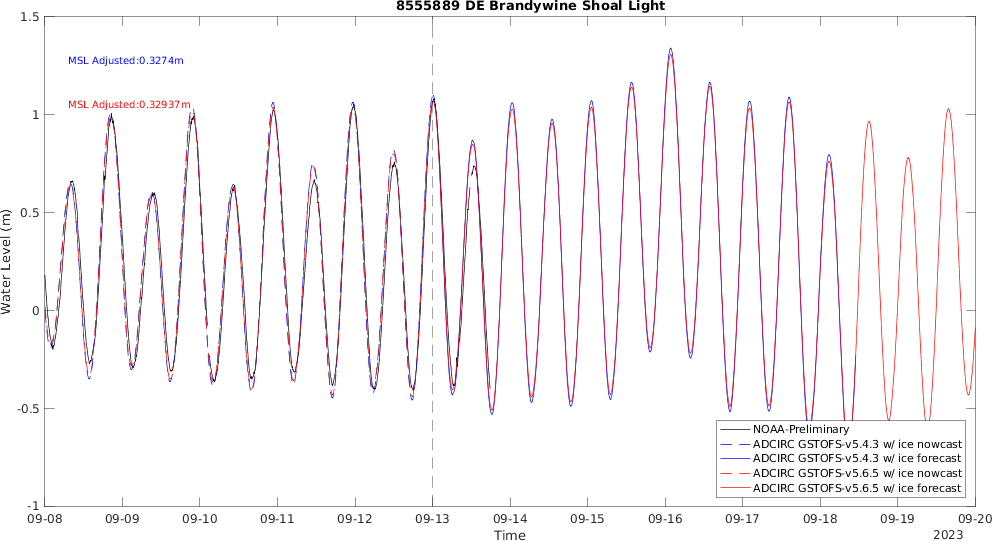 8555889 DE Brandywine Shoal Light
1.5
MSL Adjusted:0.3274m
MSL Adjusted:0.32937m
1
0.5
0
-0.5
-1
Water Level (m)
NOAA-Preliminary
ADCIRC GSTOFS-v5.4.3 w/ ice nowcast
ADCIRC GSTOFS-v5.4.3 w/ ice forecast
ADCIRC GSTOFS-v5.6.5 w/ ice nowcast
ADCIRC GSTOFS-v5.6.5 w/ ice forecast
09-08 09-09 09-10 09-11 09-12 09-13 09-14 09-15 09-16 09-17 09-18 09-19 09-20
Time
2023